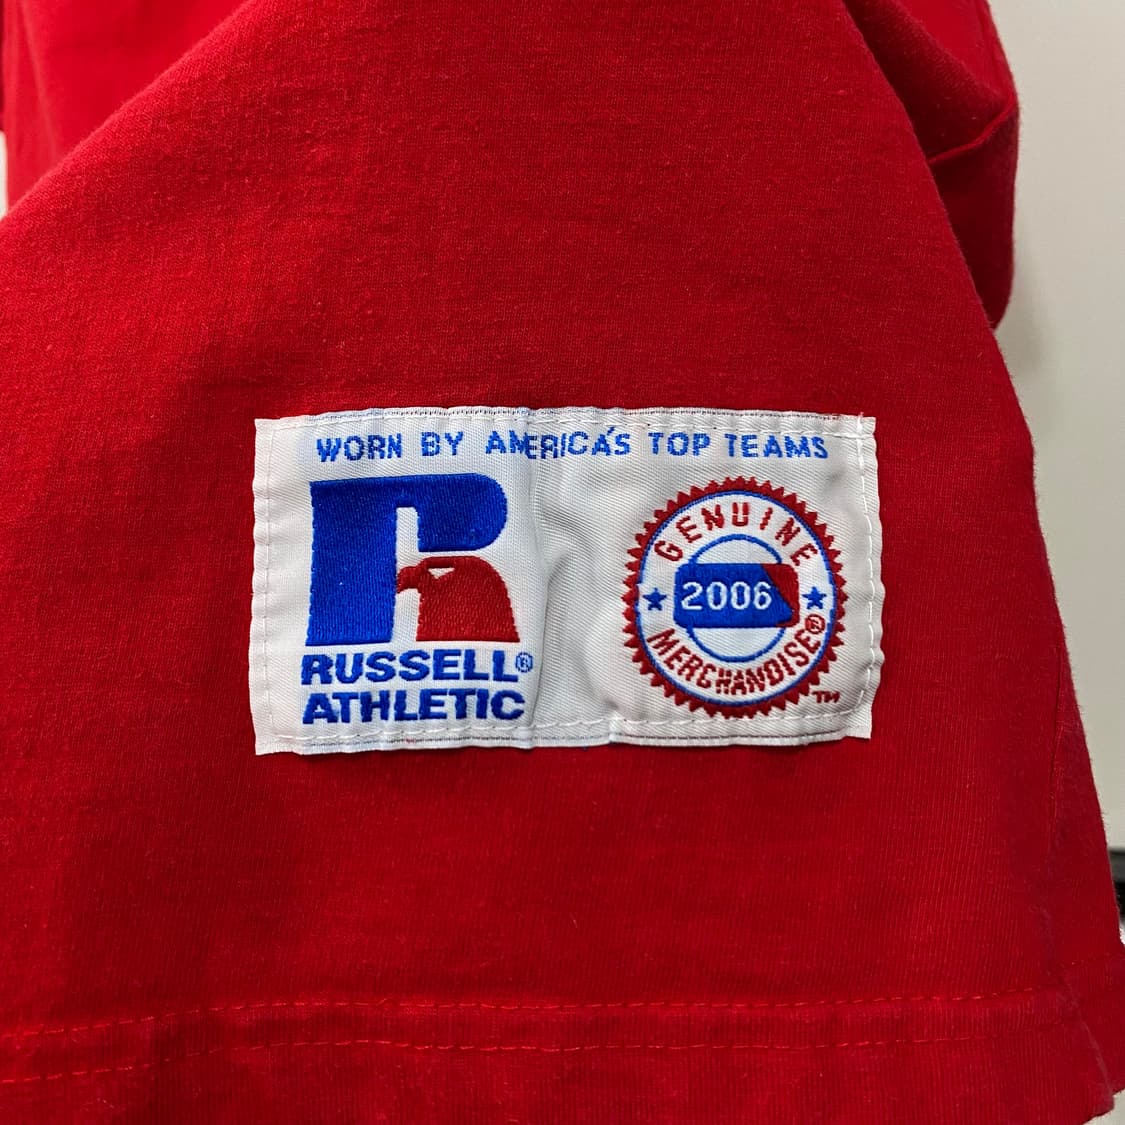 WORN BY AMERICA'S TOP TEAMS
RUSSELL®
ATHLETIC
GENUINE
2006
MERCHANDISE®
TM